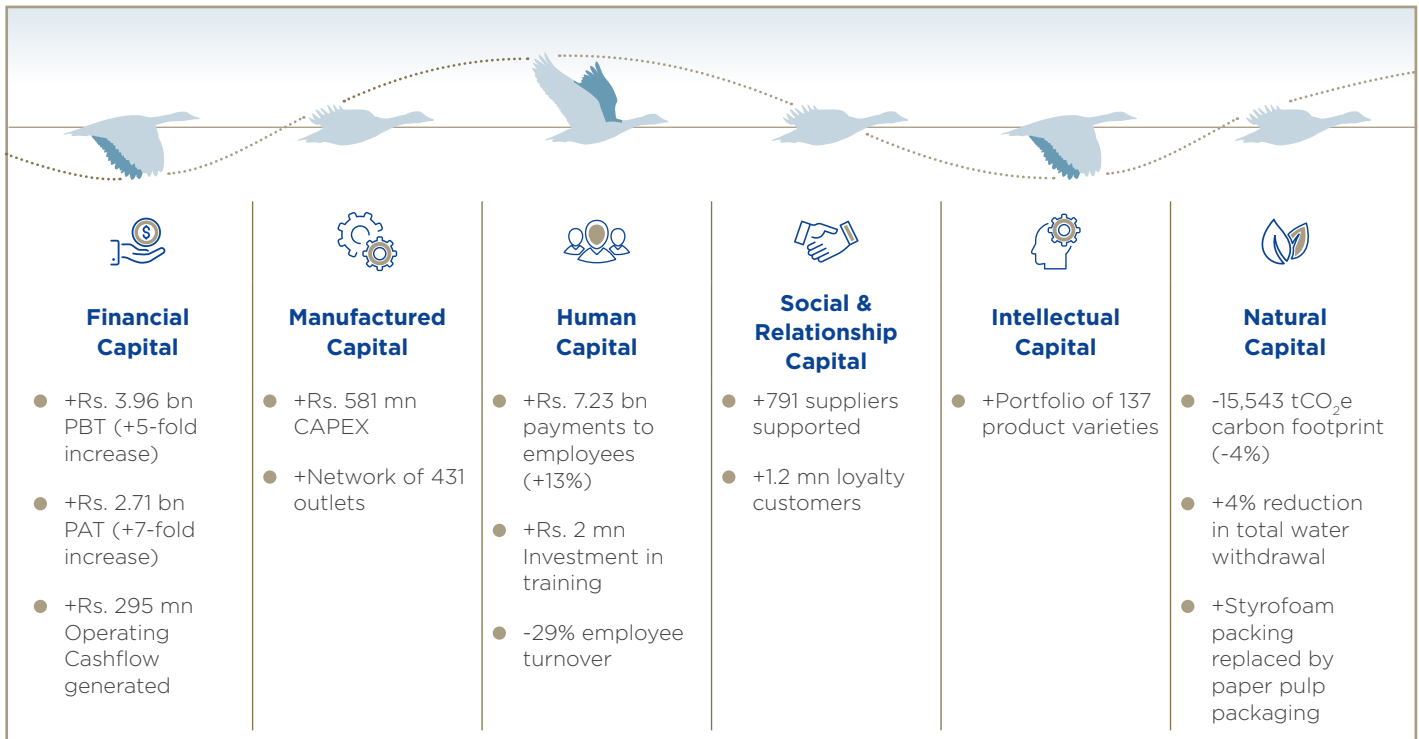 $
Financial
Capital
+Rs. 3.96 bn
PBT (+5-fold
increase)
+Rs. 2.71 bn
PAT (+7-fold
increase)
+Rs. 295 mn
Operating
Cashflow
generated
Manufactured
Capital
+Rs. 581 mn
CAPEX
+Network of 431
outlets
Human
Capital
+Rs. 7.23 bn
payments to
employees
(+13%)
+Rs. 2 mn
Investment in
training
-29% employee
turnover
Social &
Relationship
Capital
+791 suppliers
supported
+1.2 mn loyalty
customers
Intellectual
Capital
+Portfolio of 137
product varieties
Natural
Capital
-15,543 tCO₂e
carbon footprint
(-4%)
+4% reduction
in total water
withdrawal
+Styrofoam
packing
replaced by
paper pulp
packaging